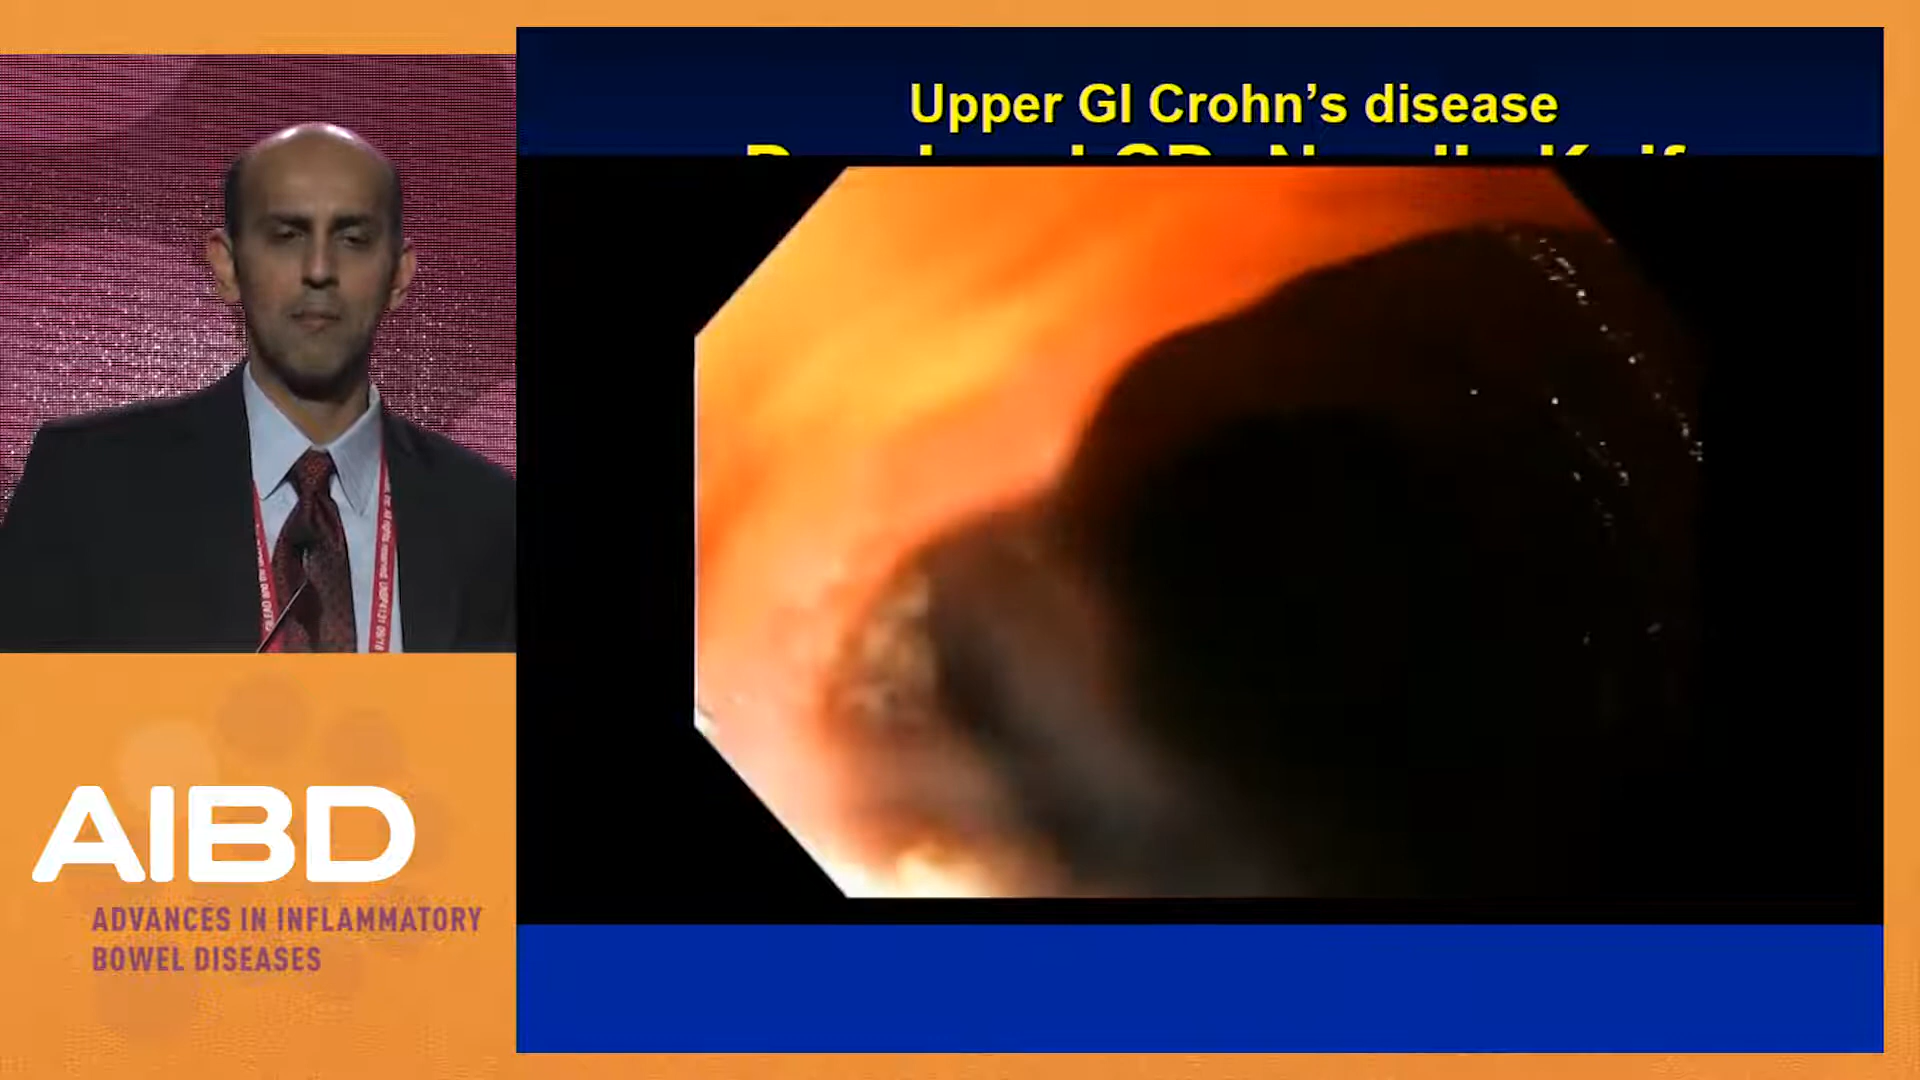 Upper GI Crohn's disease
AIBD
ADVANCES IN INFLAMMATORY
BOWEL DISEASES